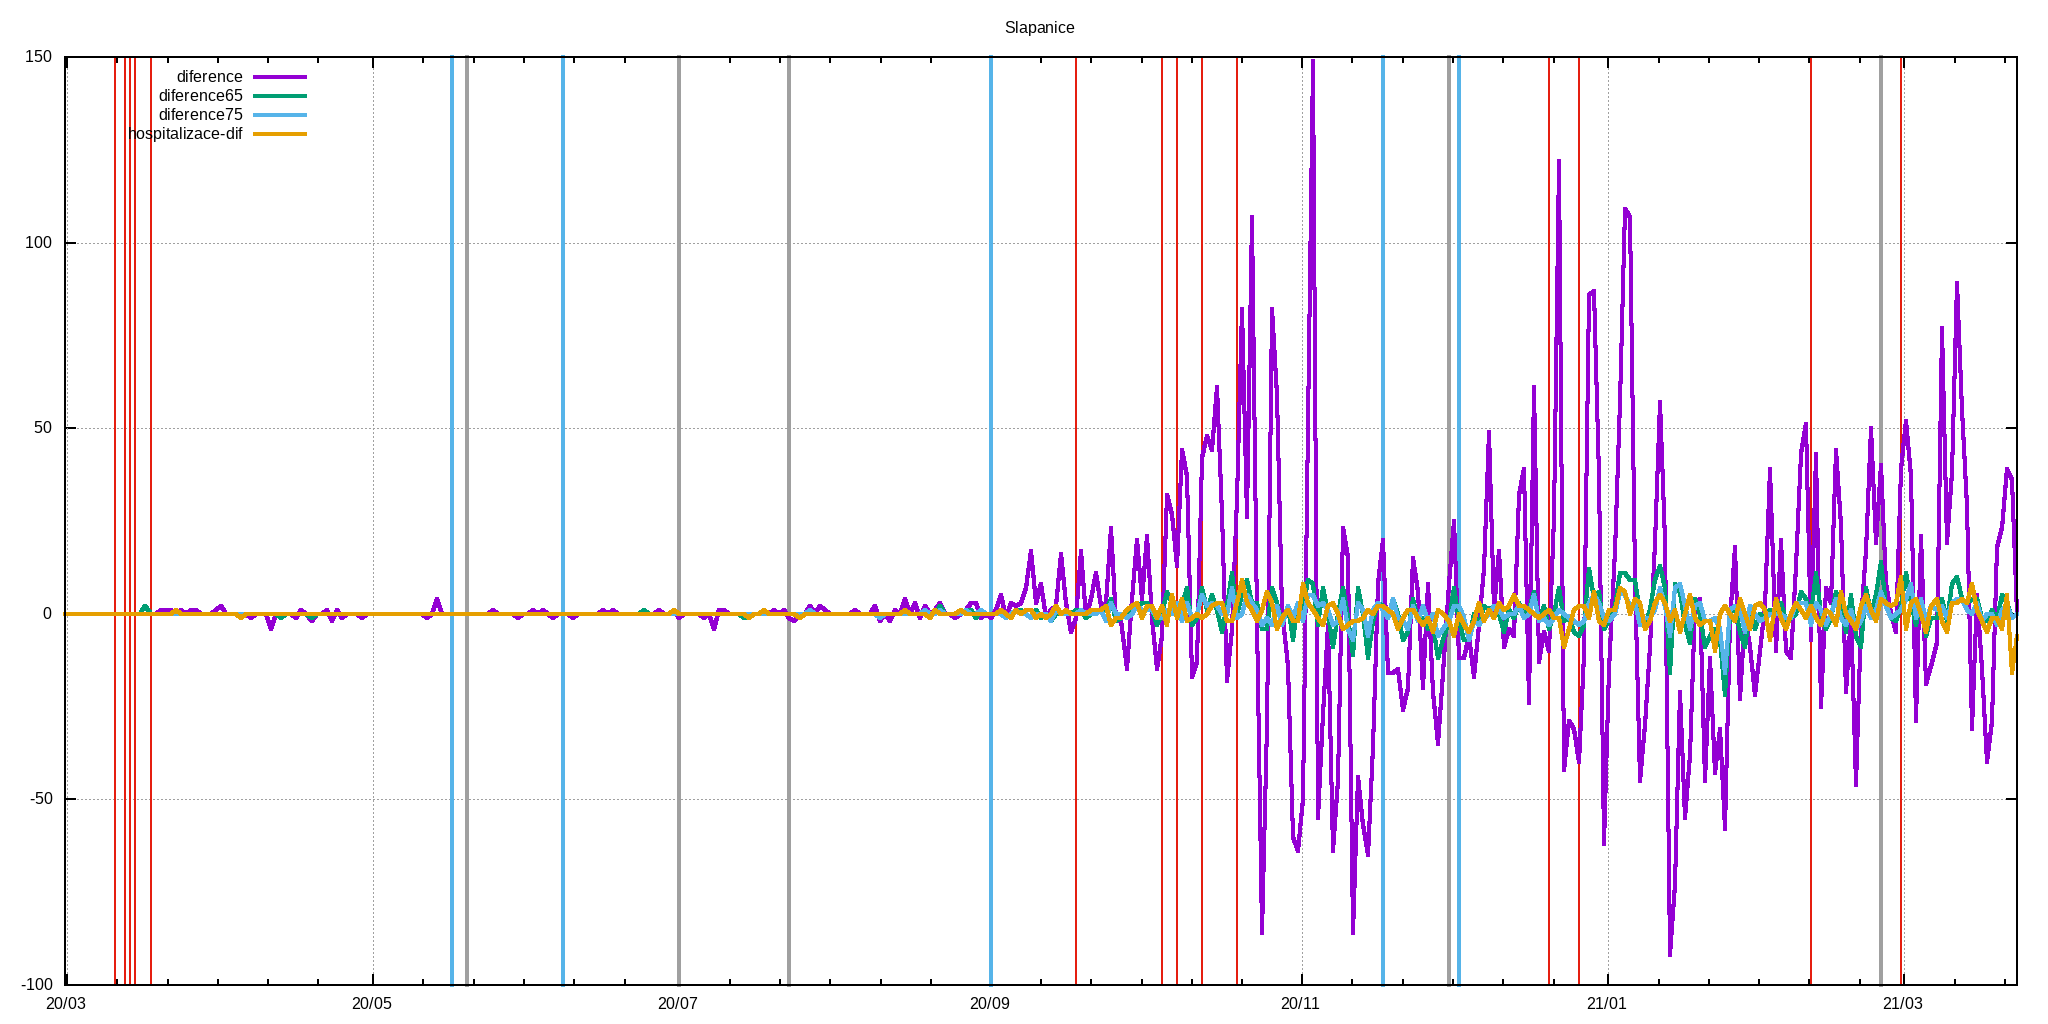 Slapanice
150
100
50
0
-50
-100
diference
diference65
diference75
hospitalizace-dif
20/03 20/05 20/07 20/09 20/11 21/01 21/03